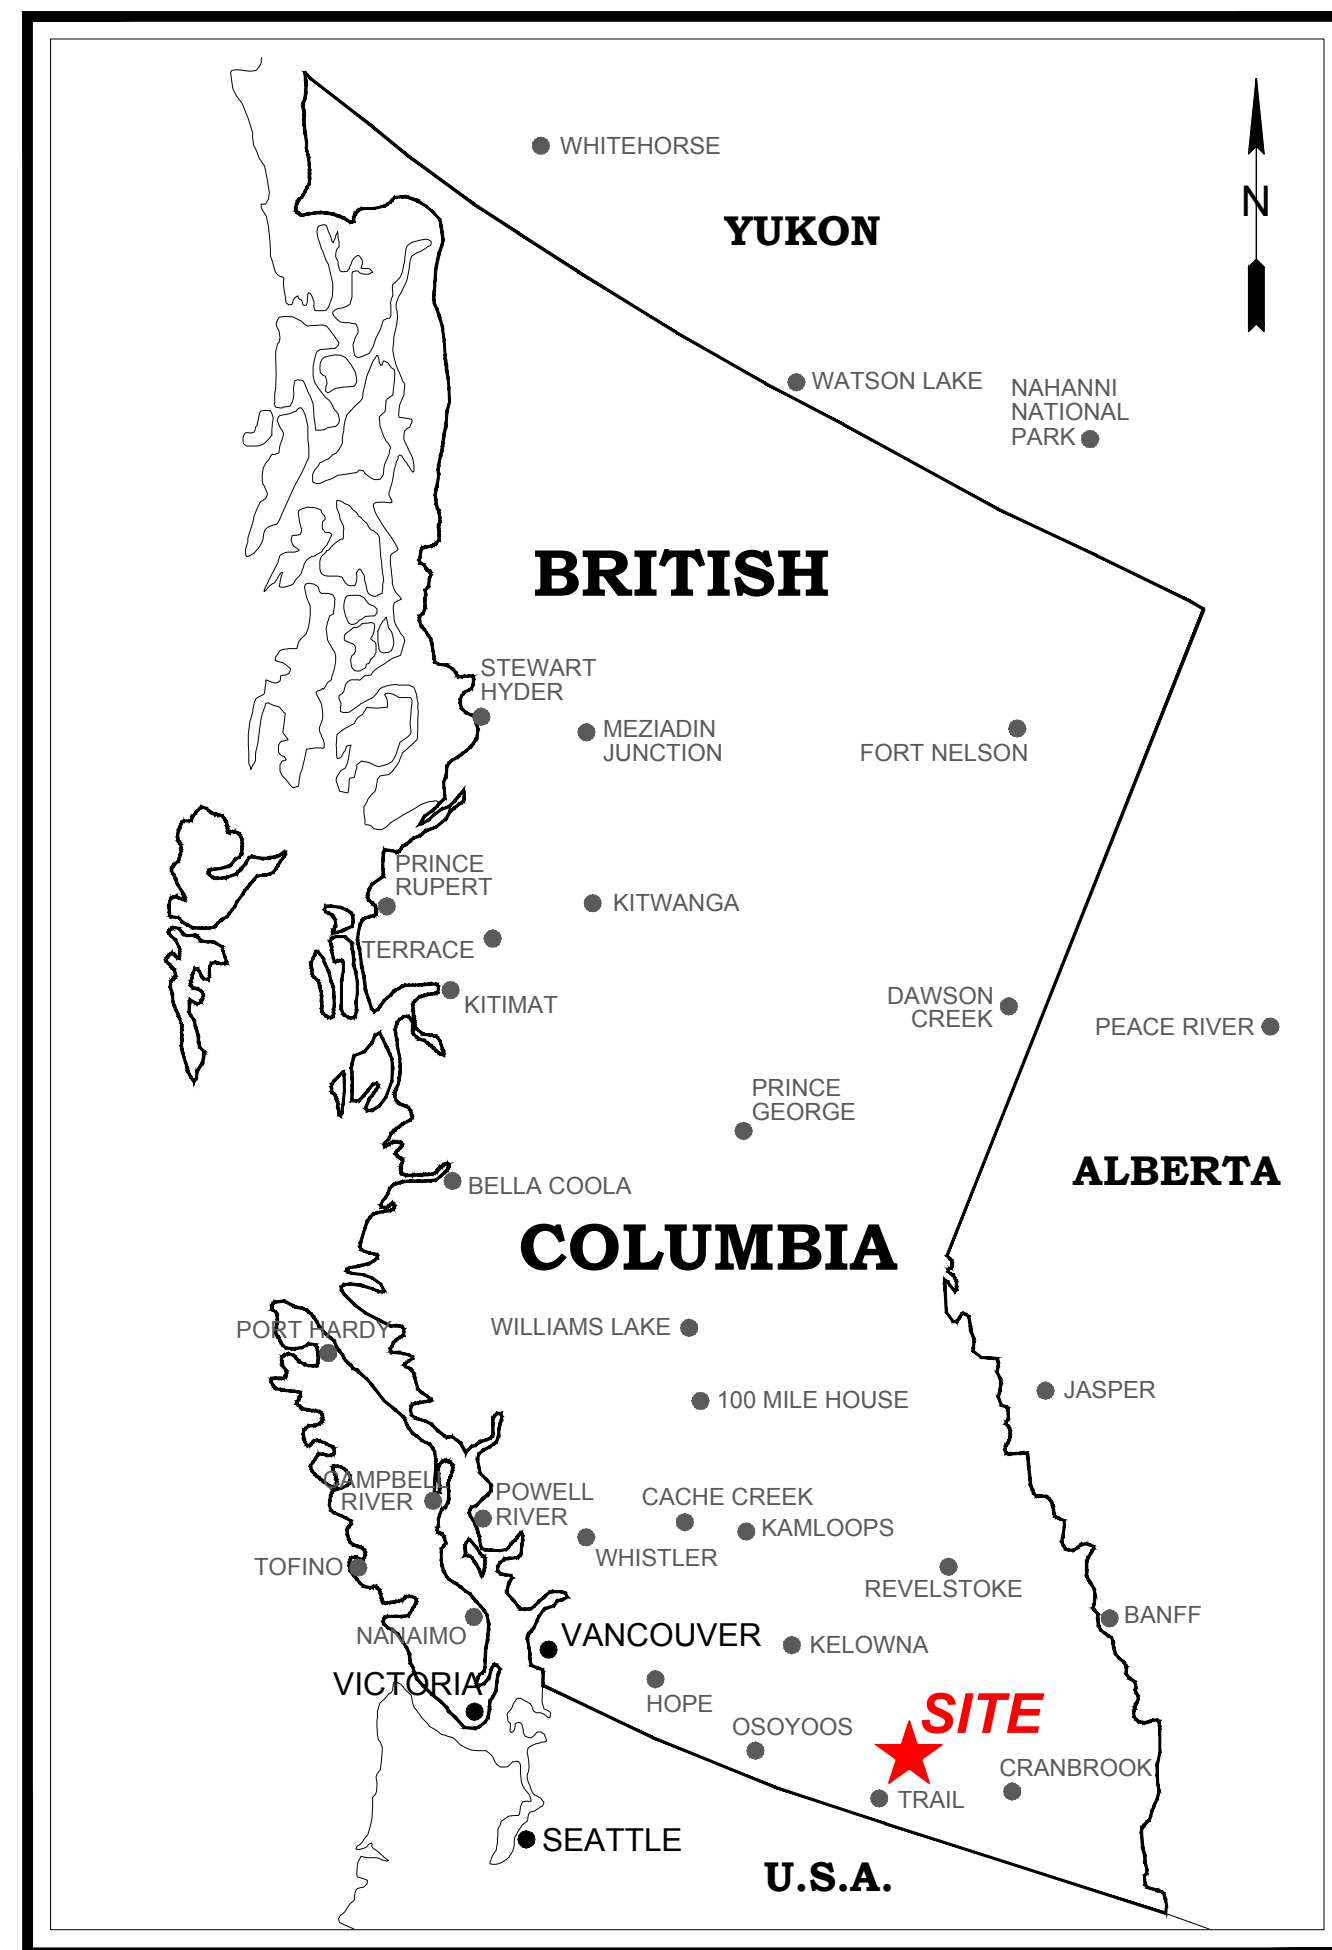 WHITEHORSE
N
YUKON
WATSON LAKE
NAHANNI
NATIONAL
PARK
BRITISH
STEWART
HYDER
MEZIADIN
JUNCTION
FORT NELSON
PRINCE
RUPERT
KITWANGA
TERRACE
KITIMAT
DAWSON
CREEK
PEACE RIVER
PRINCE
GEORGE
ALBERTA
BELLA COOLA
COLUMBIA
PORT HARDY
WILLIAMS LAKE
JASPER
100 MILE HOUSE
CAMPBELL
RIVER
POWELL
RIVER
CACHE CREEK
KAMLOOPS
WHISTLER
TOFINO
REVELSTOKE
BANFF
NANAIMO
VANCOUVER
KELOWNA
VICTORIA
HOPE
SITE
OSOYOOS
CRANBROOK
TRAIL
SEATTLE
U.S.A.